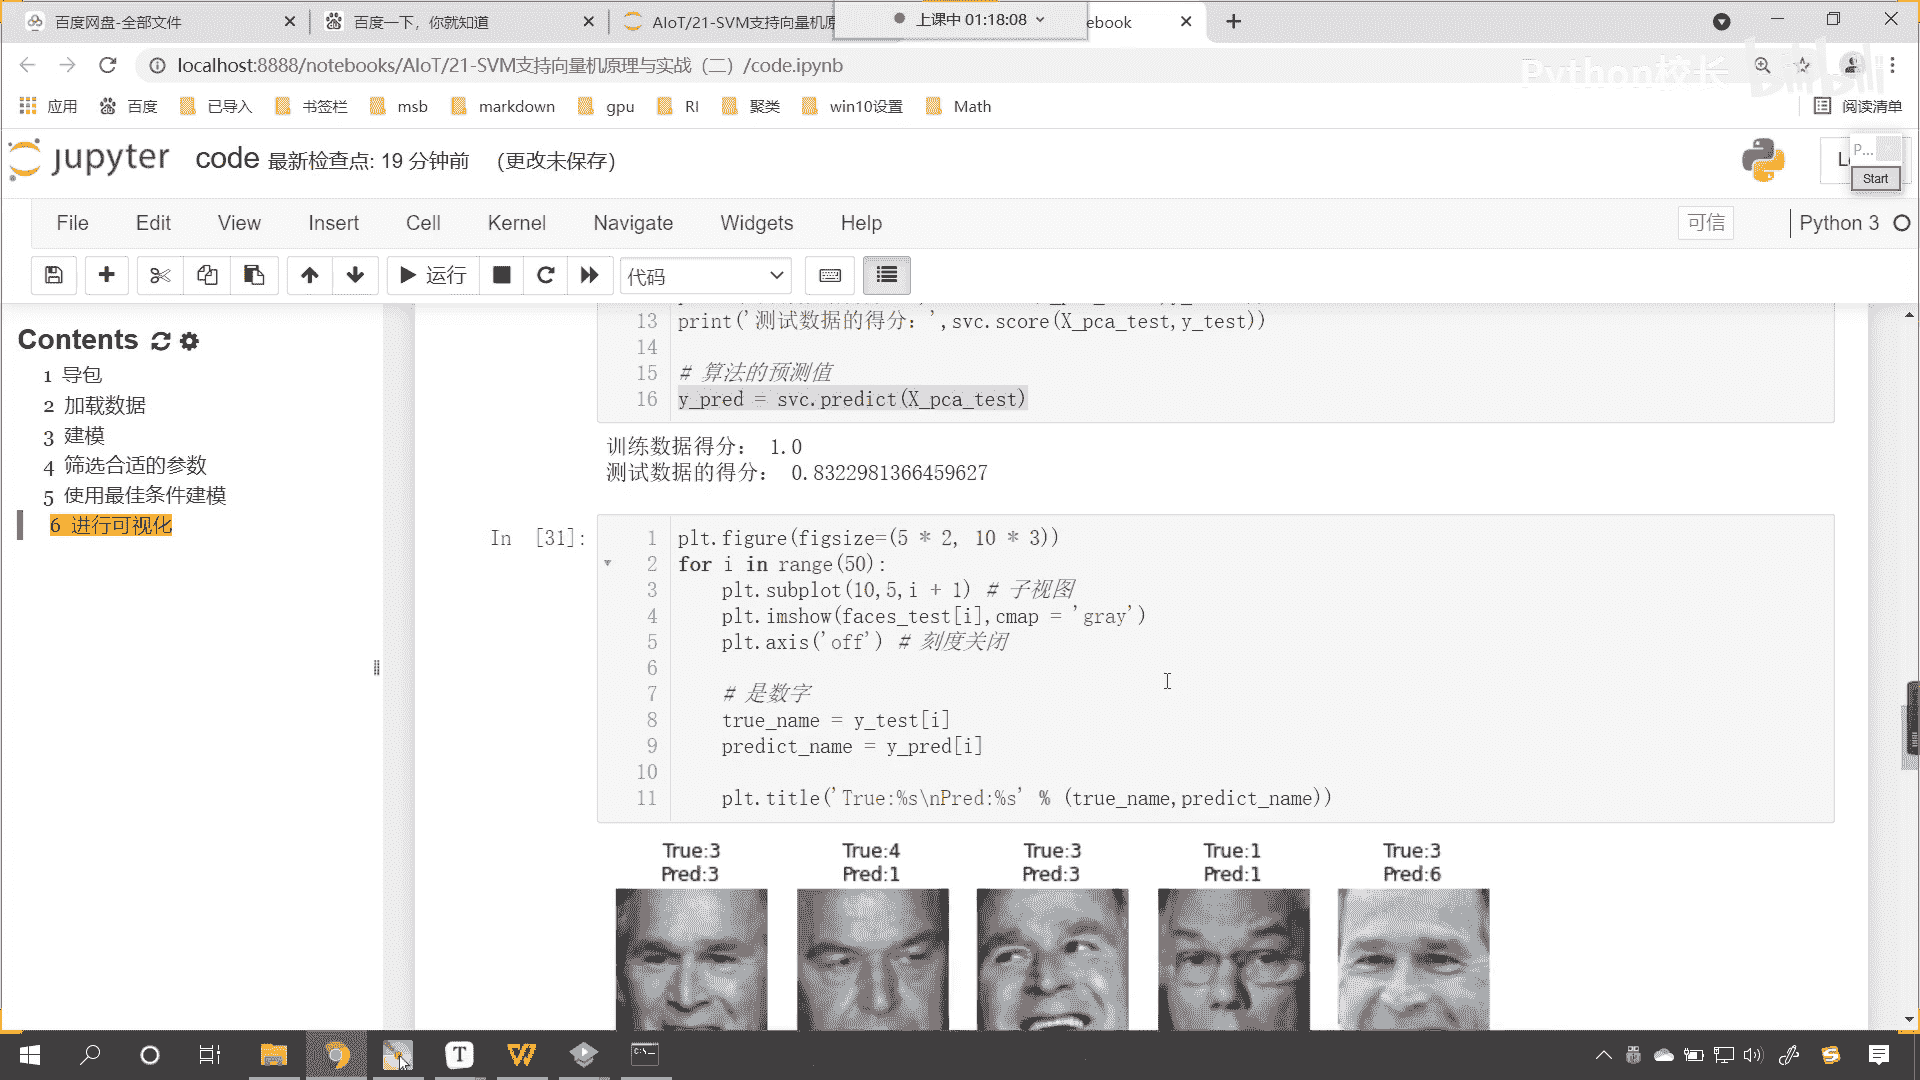 百度网盘-全部文件
百度一下，你就知道
AIoT/21-SVM支持向量机原
上课中 01:18:08
ebook
localhost:8888/notebooks/AIoT/21-SVM支持向量机原理与实战（二）/code.ipynb
Python校长
bilibili
应用
百度
已导入
书签栏
msb
markdown
gpu
RI
聚类
win10设置
Math
阅读清单
jupyter
code 最新检查点: 19 分钟前 (更改未保存)
P...
Start
File
Edit
View
Insert
Cell
Kernel
Navigate
Widgets
Help
可信
Python 3
运行
代码
Contents
1 导包
2 加载数据
3 建模
4 筛选合适的参数
5 使用最佳条件建模
6 进行可视化
13 print('测试数据的得分：',svc.score(X_pca_test,y_test))
14
15 # 算法的预测值
16 y_pred = svc.predict(X_pca_test)
训练数据得分： 1.0
测试数据的得分： 0.8322981366459627
In [31]:
1 plt.figure(figsize=(5 * 2, 10 * 3))
2 for i in range(50):
3     plt.subplot(10,5,i + 1) # 子视图
4     plt.imshow(faces_test[i],cmap = 'gray')
5     plt.axis('off') # 刻度关闭
6
7     # 是数字
8     true_name = y_test[i]
9     predict_name = y_pred[i]
10
11     plt.title('True:%s\nPred:%s' % (true_name,predict_name))
True:3 True:4 True:3 True:1 True:3
Pred:3 Pred:1 Pred:3 Pred:1 Pred:6